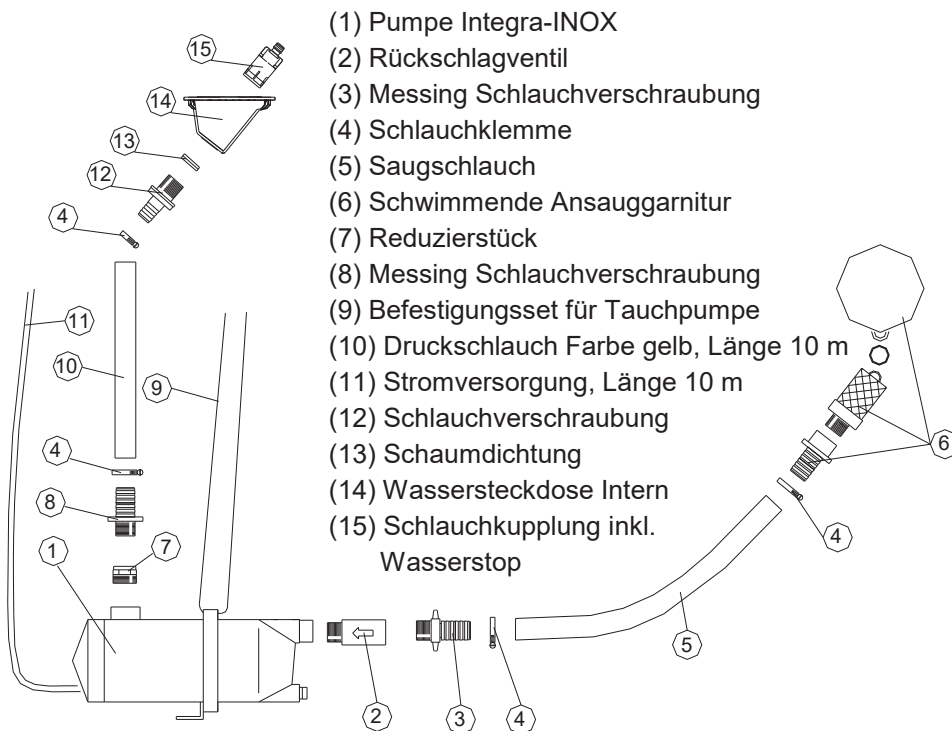 (1) Pumpe Integra-INOX
(2) Rückschlagventil
(3) Messing Schlauchverschraubung
(4) Schlauchklemme
(5) Saugschlauch
(6) Schwimmende Ansauggarnitur
(7) Reduzierstück
(8) Messing Schlauchverschraubung
(9) Befestigungsset für Tauchpumpe
(10) Druckschlauch Farbe gelb, Länge 10 m
(11) Stromversorgung, Länge 10 m
(12) Schlauchverschraubung
(13) Schaumdichtung
(14) Wassersteckdose Intern
(15) Schlauchkupplung inkl.
Wasserstop
15
14
13
12
4
11
10
9
4
8
7
1
2
3
4
5
4
6